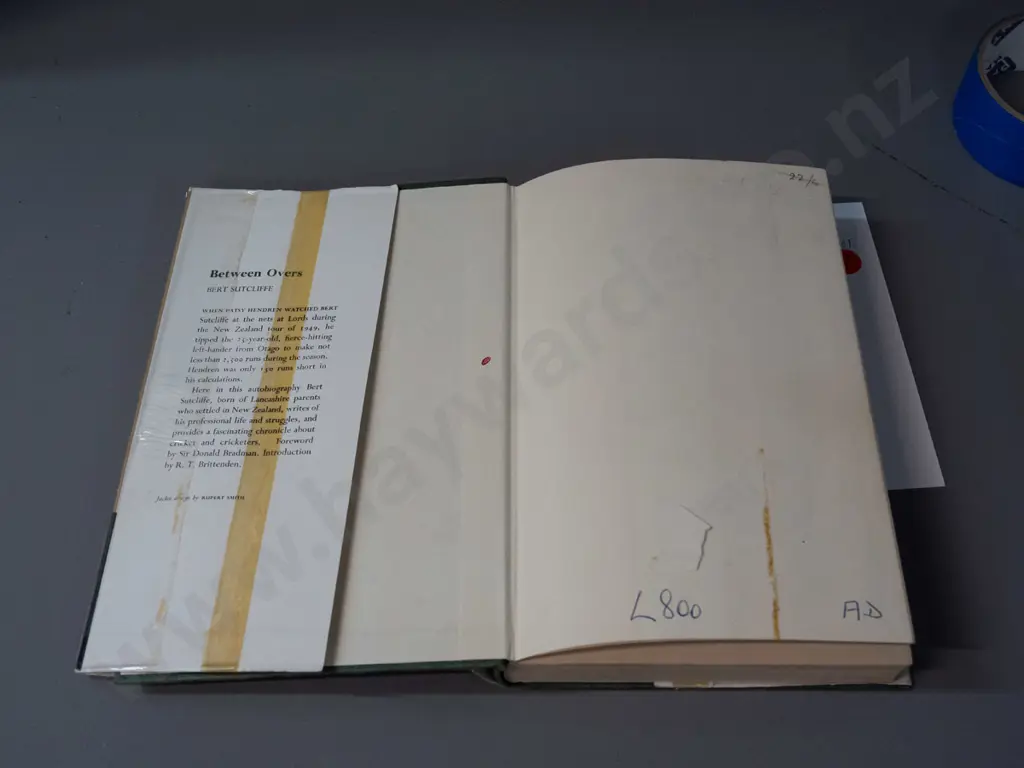 Between Overs
BERT SUTCLIFFE
WHEN PATSY HENDREN WATCHED BERT
Sutcliffe at the nets at Lords during
the New Zealand tour of 1949, he
tipped the 25-year-old, fierce-hitting
left-hander from Otago to make not
less than 2,500 runs during the season.
Hendren was only 130 runs short in
his calculations.
Here in this autobiography Bert
Sutcliffe, born of Lancashire parents
who settled in New Zealand, writes of
his professional life and struggles, and
provides a fascinating chronicle about
cricket and cricketers. Foreword
by Sir Donald Bradman. Introduction
by R. T. Brittenden.
Jacket design by RUPERT SMITH
22/6
L800
AD